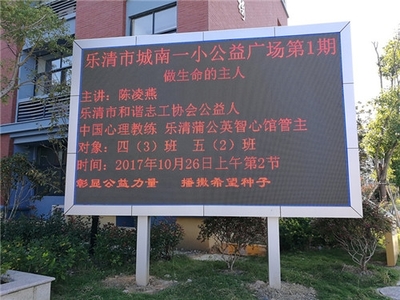 乐清市城南一小公益广场第1期
做生命的主人
主讲：陈凌燕
乐清市和谐志工协会公益人
中国心理教练 乐清蒲公英智心馆管主
对象：四（3）班 五（2）班
时间：2017年10月26日上午第2节
彰显公益力量 播撒希望种子